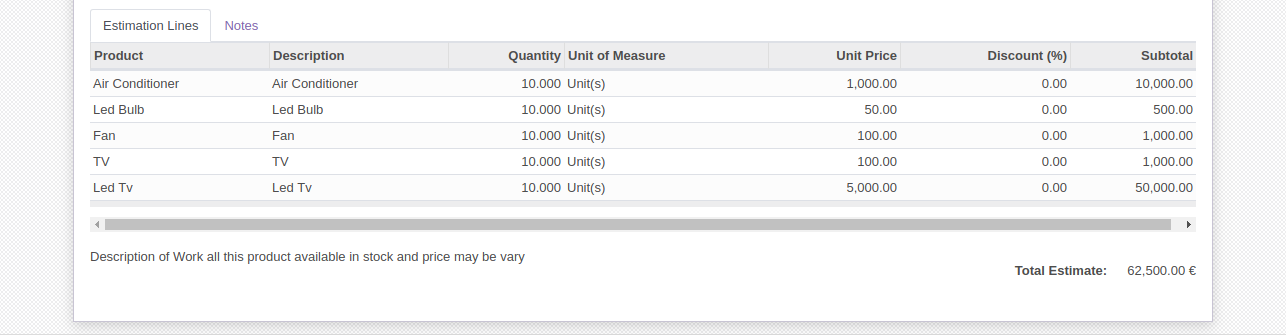 Estimation Lines Notes
Product Description Quantity Unit of Measure Unit Price Discount (%) Subtotal
Air Conditioner Air Conditioner 10.000 Unit(s) 1,000.00 0.00 10,000.00
Led Bulb Led Bulb 10.000 Unit(s) 50.00 0.00 500.00
Fan Fan 10.000 Unit(s) 100.00 0.00 1,000.00
TV TV 10.000 Unit(s) 100.00 0.00 1,000.00
Led Tv Led Tv 10.000 Unit(s) 5,000.00 0.00 50,000.00
Description of Work all this product available in stock and price may be vary
Total Estimate: 62,500.00 €